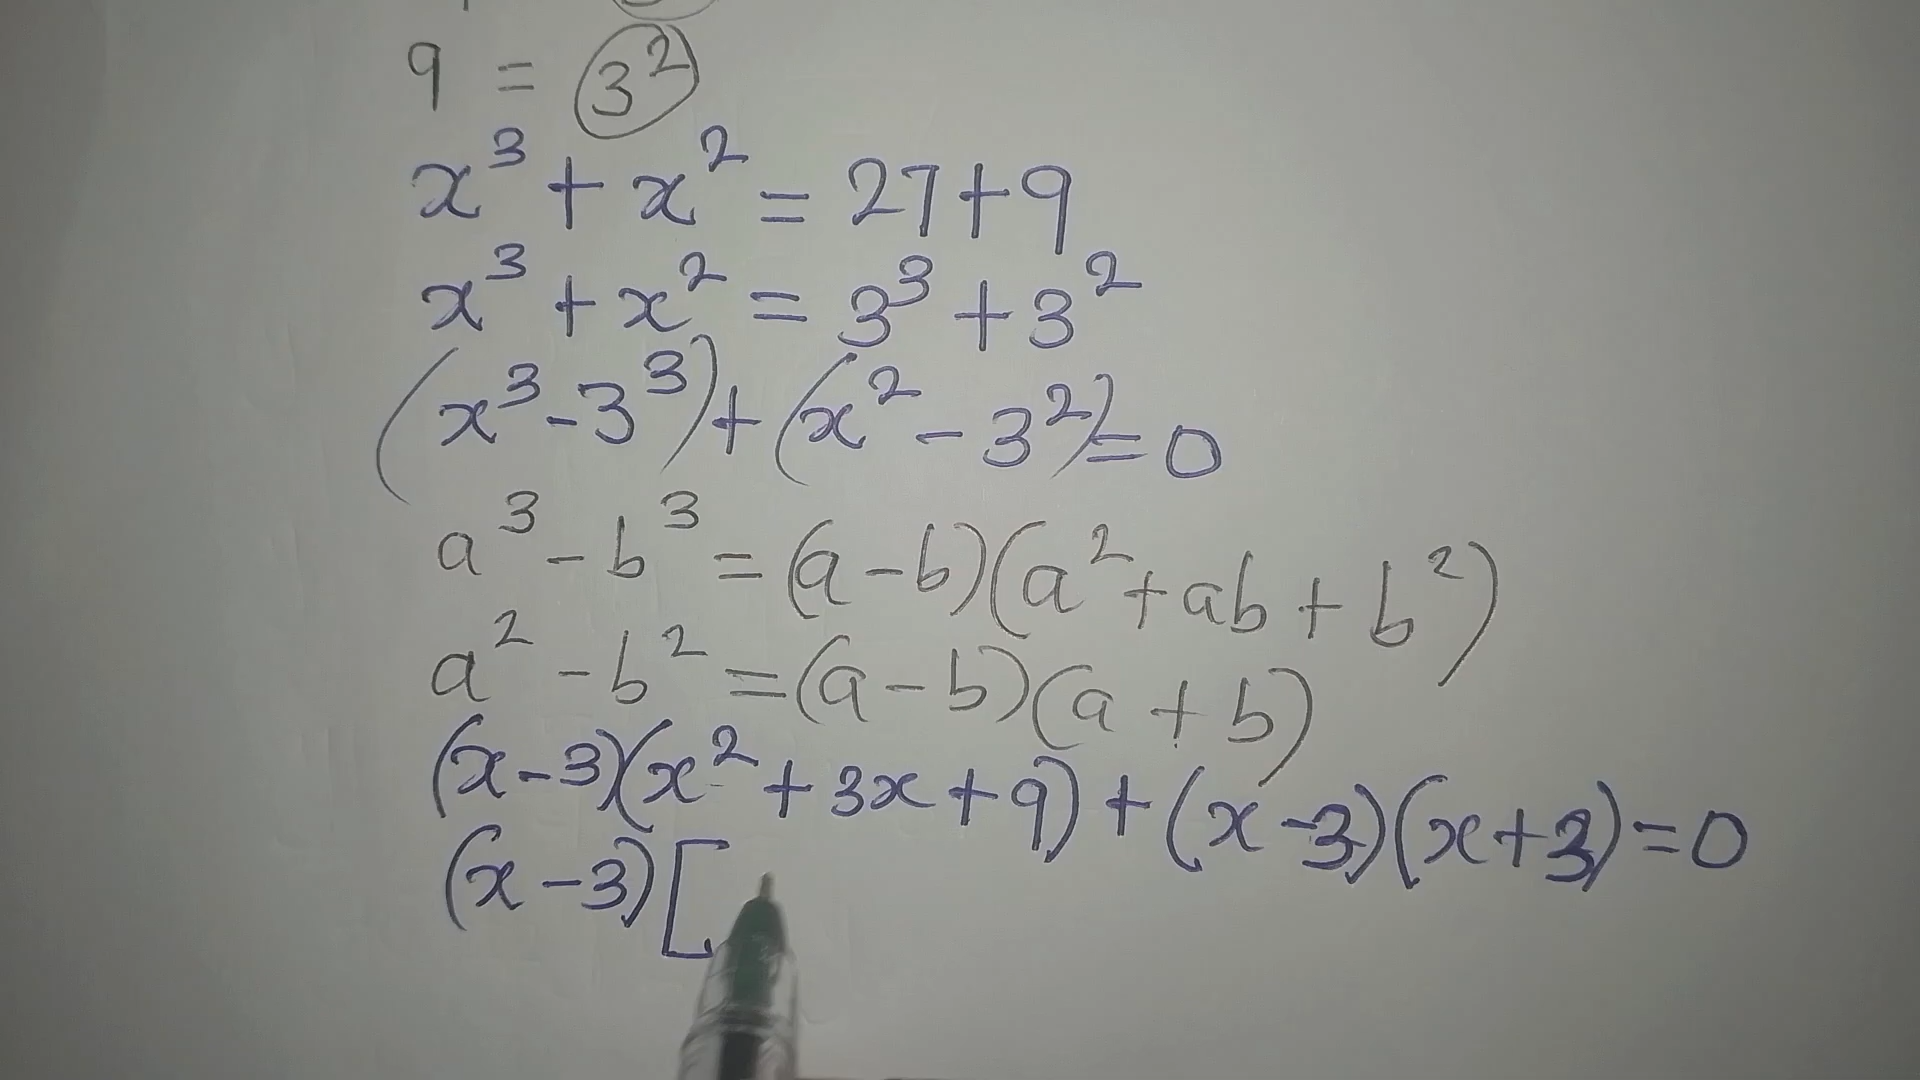 9 = 3²
x³ + x² = 27 + 9
x³ + x² = 3³ + 3²
(x³ - 3³) + (x² - 3²) = 0
a³ - b³ = (a - b)(a² + ab + b²)
a² - b² = (a - b)(a + b)
(x - 3)(x² + 3x + 9) + (x - 3)(x + 3) = 0
(x - 3)[